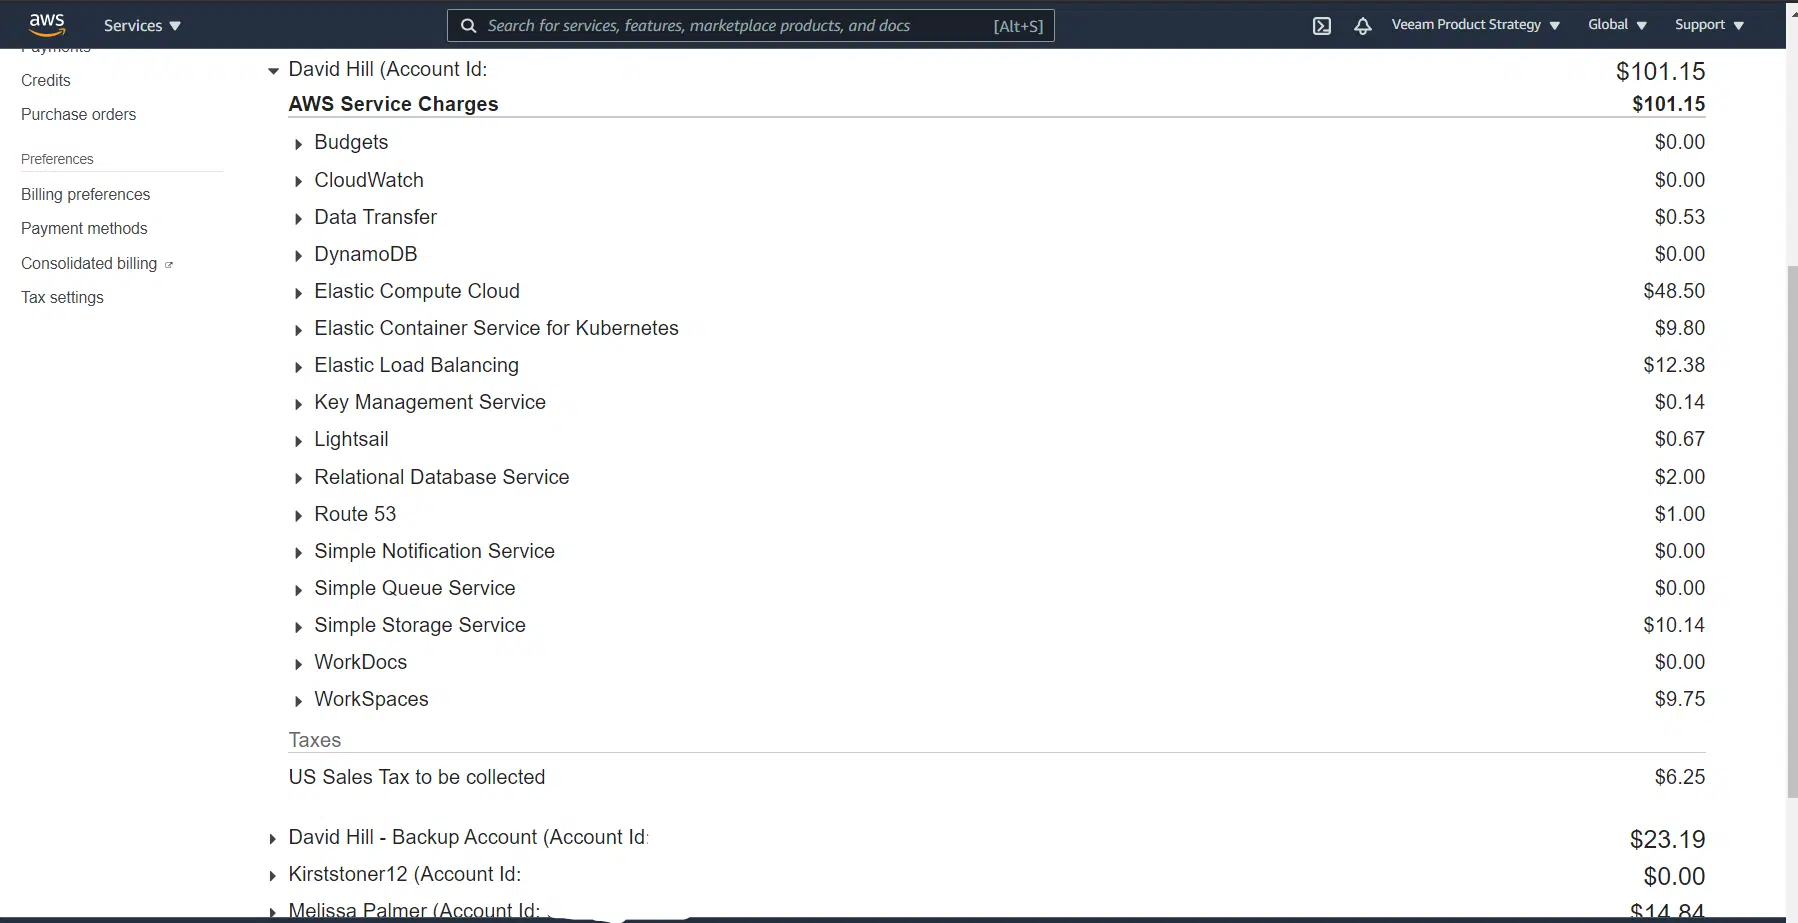 aws Services Search for services, features, marketplace products, and docs [Alt+S] Veeam Product Strategy Global Support
Payments
Credits
Purchase orders
Preferences
Billing preferences
Payment methods
Consolidated billing
Tax settings
David Hill (Account Id: $101.15
AWS Service Charges $101.15
Budgets $0.00
CloudWatch $0.00
Data Transfer $0.53
DynamoDB $0.00
Elastic Compute Cloud $48.50
Elastic Container Service for Kubernetes $9.80
Elastic Load Balancing $12.38
Key Management Service $0.14
Lightsail $0.67
Relational Database Service $2.00
Route 53 $1.00
Simple Notification Service $0.00
Simple Queue Service $0.00
Simple Storage Service $10.14
WorkDocs $0.00
WorkSpaces $9.75
Taxes
US Sales Tax to be collected $6.25
David Hill - Backup Account (Account Id: $23.19
Kirststoner12 (Account Id: $0.00
Melissa Palmer (Account Id: $14.84